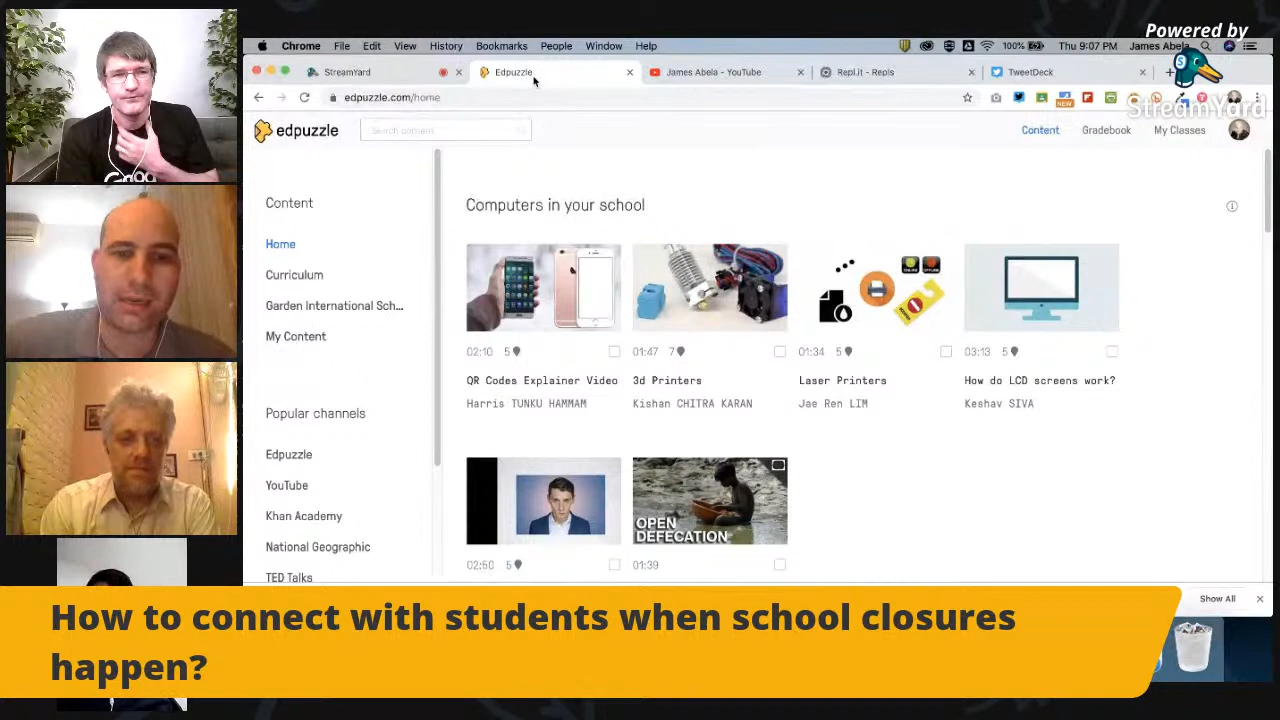 Powered by
StreamYard
Chrome File Edit View History Bookmarks People Window Help 100% Thu 9:07 PM James Abela
StreamYard Edpuzzle James Abela - YouTube Repl.it - Repls TweetDeck
edpuzzle.com/home
NEW
edpuzzle Search content Content Gradebook My Classes
Content
Home
Curriculum
Garden International Sch...
My Content
Popular channels
Edpuzzle
YouTube
Khan Academy
National Geographic
TED Talks
Computers in your school
02:10 5 01:47 7 01:34 5 03:13 5
QR Codes Explainer Video 3d Printers Laser Printers How do LCD screens work?
Harris TUNKU HAMMAM Kishan CHITRA KARAN Jae Ren LIM Keshav SIVA
OPEN
DEFECATION
02:50 5 01:39
Show All
How to connect with students when school closures
happen?